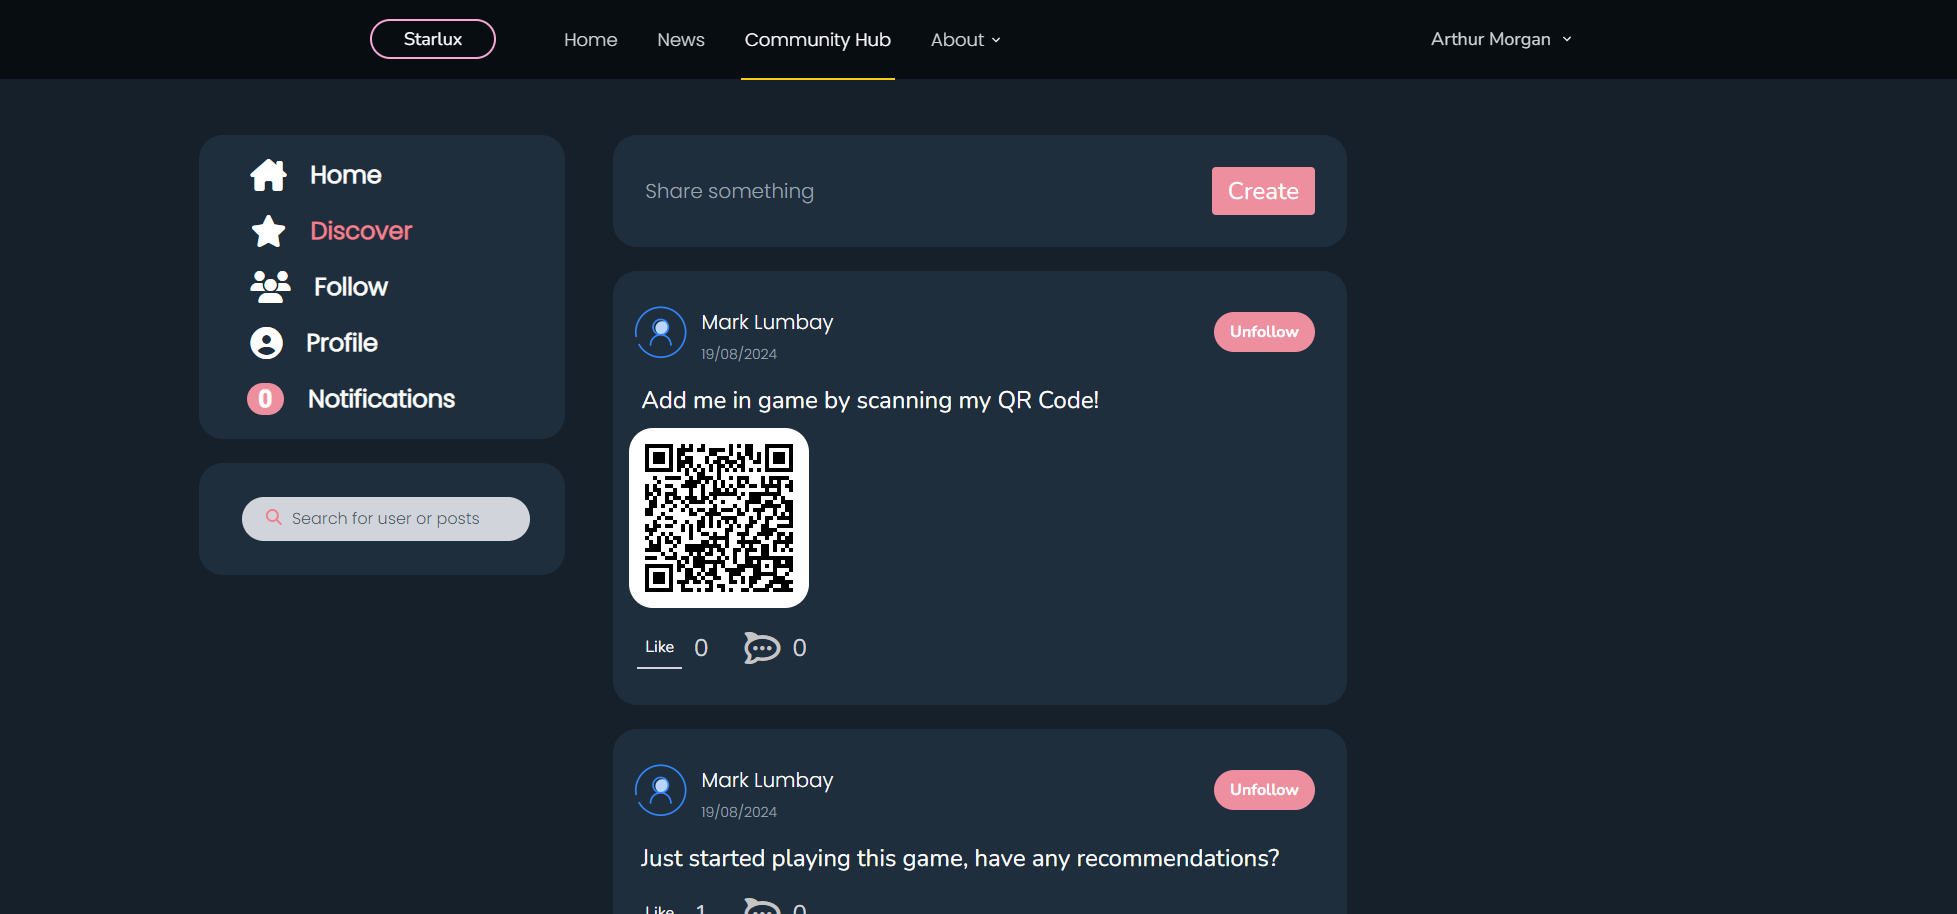 Starlux
Home
News
Community Hub
About
Arthur Morgan
Home
Discover
Follow
Profile
0 Notifications
Search for user or posts
Share something
Create
Mark Lumbay
19/08/2024
Unfollow
Add me in game by scanning my QR Code!
Like 0 0
Mark Lumbay
19/08/2024
Unfollow
Just started playing this game, have any recommendations?
Like 1 0